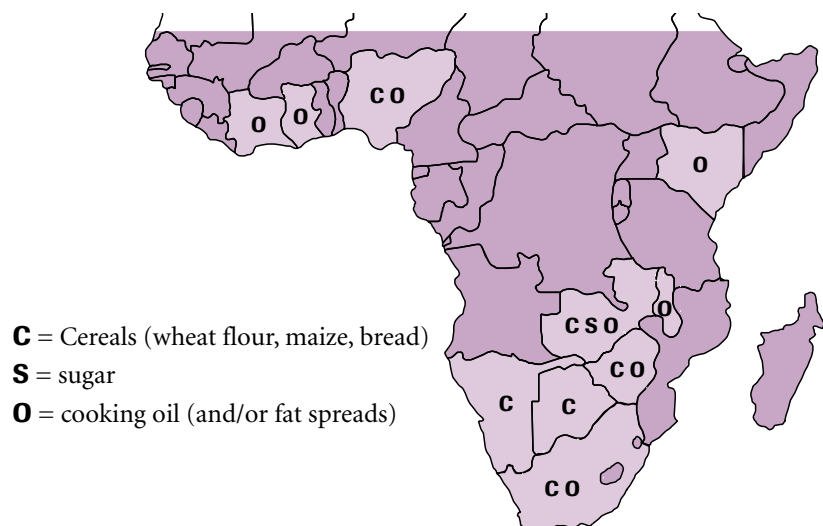 C O
O
O
O
O
C S O
C O
C
C
C O
C = Cereals (wheat flour, maize, bread)
S = sugar
O = cooking oil (and/or fat spreads)